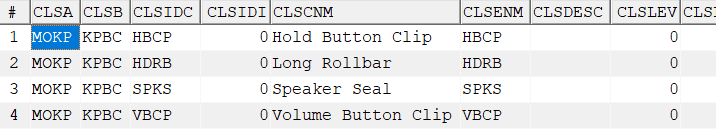 # CLSA CLSB CLSIDC CLSIDI CLSCNM CLSENM CLSDESC CLSLEV
1 MOKP KPBC HBCP 0 Hold Button Clip HBCP 0
2 MOKP KPBC HDRB 0 Long Rollbar HDRB 0
3 MOKP KPBC SPKS 0 Speaker Seal SPKS 0
4 MOKP KPBC VBCP 0 Volume Button Clip VBCP 0